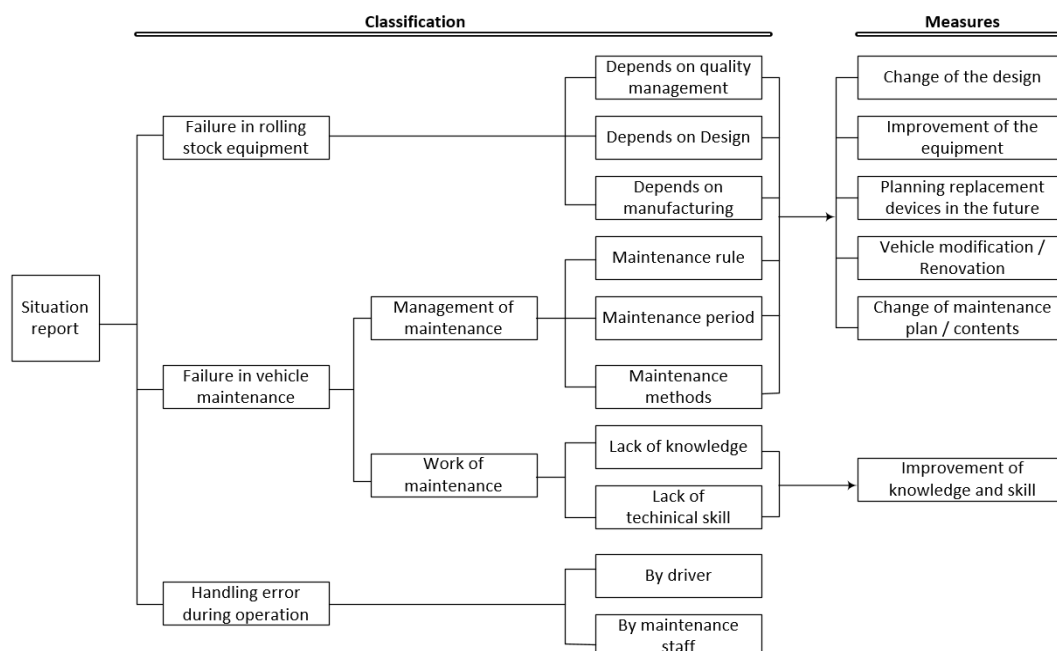 Classification
Measures
Situation
report
Failure in rolling
stock equipment
Failure in vehicle
maintenance
Handling error
during operation
Management of
maintenance
Work of
maintenance
Depends on quality
management
Depends on Design
Depends on
manufacturing
Maintenance rule
Maintenance period
Maintenance
methods
Lack of knowledge
Lack of
techinical skill
By driver
By maintenance
staff
Change of the design
Improvement of the
equipment
Planning replacement
devices in the future
Vehicle modification /
Renovation
Change of maintenance
plan / contents
Improvement of
knowledge and skill